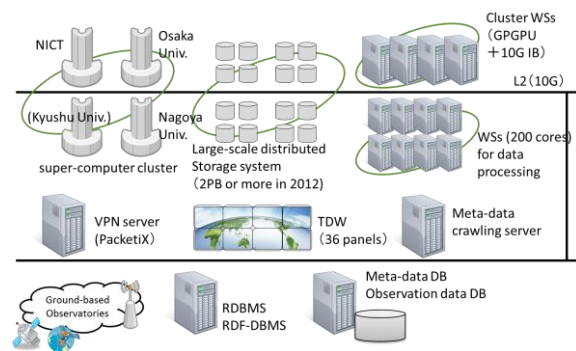 NICT
Osaka
Univ.
Cluster WSs
(GPGPU
+10G IB)
L2 (10G)
(Kyushu Univ.)
Nagoya
Univ.
super-computer cluster
Large-scale distributed
Storage system
(2PB or more in 2012)
WSs (200 cores)
for data
processing
VPN server
(PacketiX)
TDW
(36 panels)
Meta-data
crawling server
Ground-based
Observatories
RDBMS
RDF-DBMS
Meta-data DB
Observation data DB